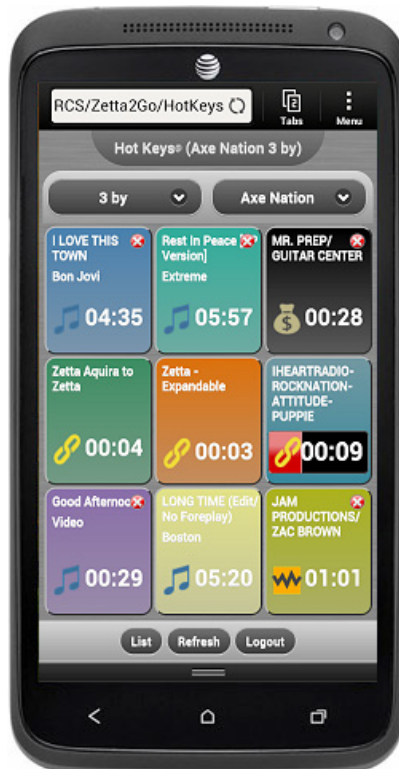 RCS/Zetta2Go/HotKeys
2
Tabs
Menu
Hot Keys® (Axe Nation 3 by)
3 by
Axe Nation
I LOVE THIS
TOWN
Bon Jovi
04:35
Rest In Peace [
Version]
Extreme
05:57
MR. PREP/
GUITAR CENTER
$
00:28
Zetta Aquira to
Zetta
00:04
Zetta -
Expandable
00:03
IHEARTRADIO-
ROCKNATION-
ATTITUDE-
PUPPIE
00:09
Good Afternoo
Video
00:29
LONG TIME (Edit/
No Foreplay)
Boston
05:20
JAM
PRODUCTIONS/
ZAC BROWN
01:01
List
Refresh
Logout